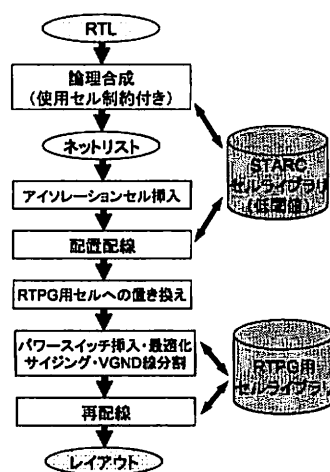 RTL
論理合成
(使用セル制約付き)
ネットリスト
アイソレーションセル挿入
配置配線
RTPG用セルへの置き換え
パワースイッチ挿入・最適化
サイジング・VGND線分割
再配線
レイアウト
STARC
セルライブラリ
(低閾値)
RTPG用
セルライブラリ